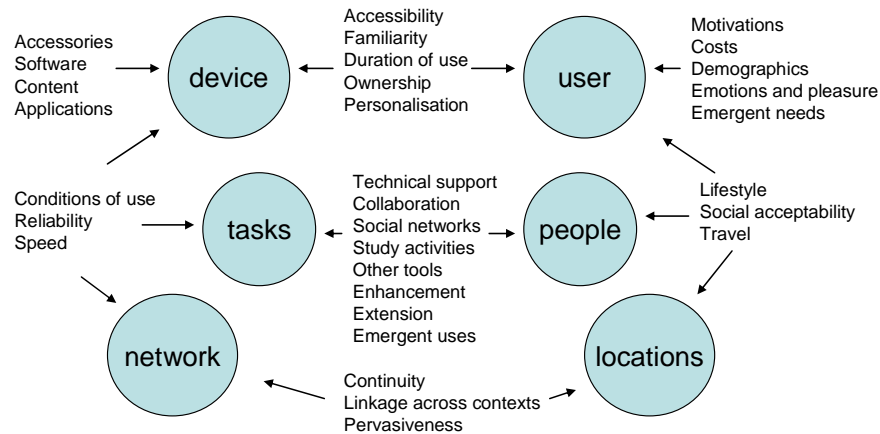 Accessories
Software
Content
Applications
device
Accessibility
Familiarity
Duration of use
Ownership
Personalisation
user
Motivations
Costs
Demographics
Emotions and pleasure
Emergent needs
Conditions of use
Reliability
Speed
tasks
Technical support
Collaboration
Social networks
Study activities
Other tools
Enhancement
Extension
Emergent uses
people
Lifestyle
Social acceptability
Travel
network
Continuity
Linkage across contexts
Pervasiveness
locations